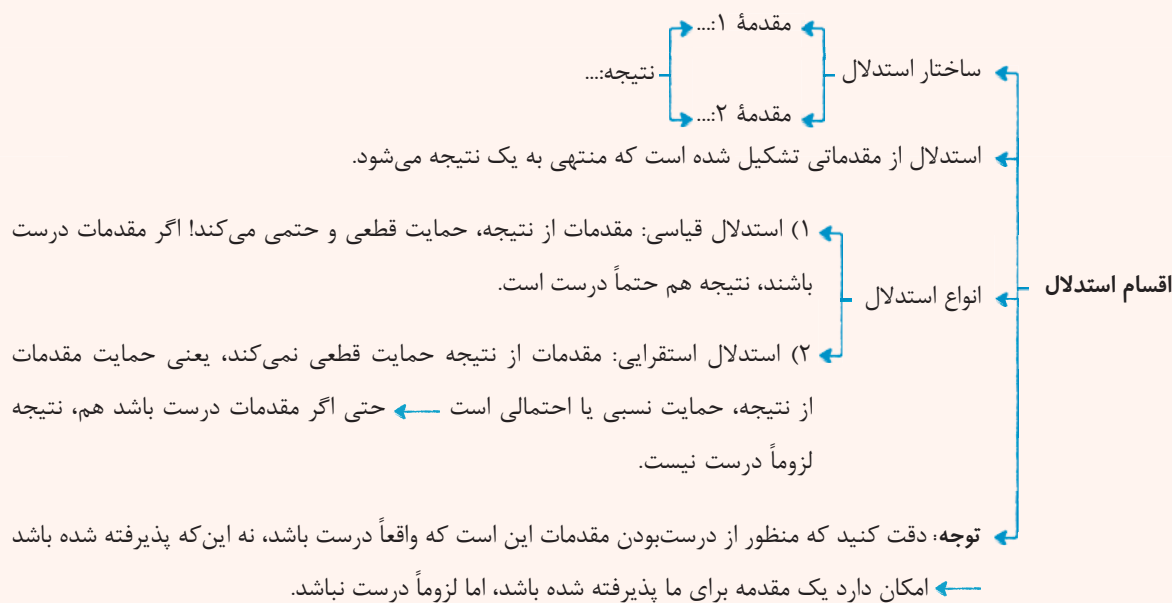 مقدمهٔ ۱:...
ساختار استدلال
نتیجه:...
مقدمهٔ ۲:...
استدلال از مقدماتی تشکیل شده است که منتهی به یک نتیجه می‌شود.
۱) استدلال قیاسی: مقدمات از نتیجه، حمایت قطعی و حتمی می‌کند! اگر مقدمات درست
باشند، نتیجه هم حتماً درست است.
اقسام استدلال
انواع استدلال
۲) استدلال استقرایی: مقدمات از نتیجه حمایت قطعی نمی‌کند، یعنی حمایت مقدمات
از نتیجه، حمایت نسبی یا احتمالی است ← حتی اگر مقدمات درست باشد هم، نتیجه
لزوماً درست نیست.
توجه: دقت کنید که منظور از درست‌بودن مقدمات این است که واقعاً درست باشد، نه این‌که پذیرفته شده باشد
← امکان دارد یک مقدمه برای ما پذیرفته شده باشد، اما لزوماً درست نباشد.